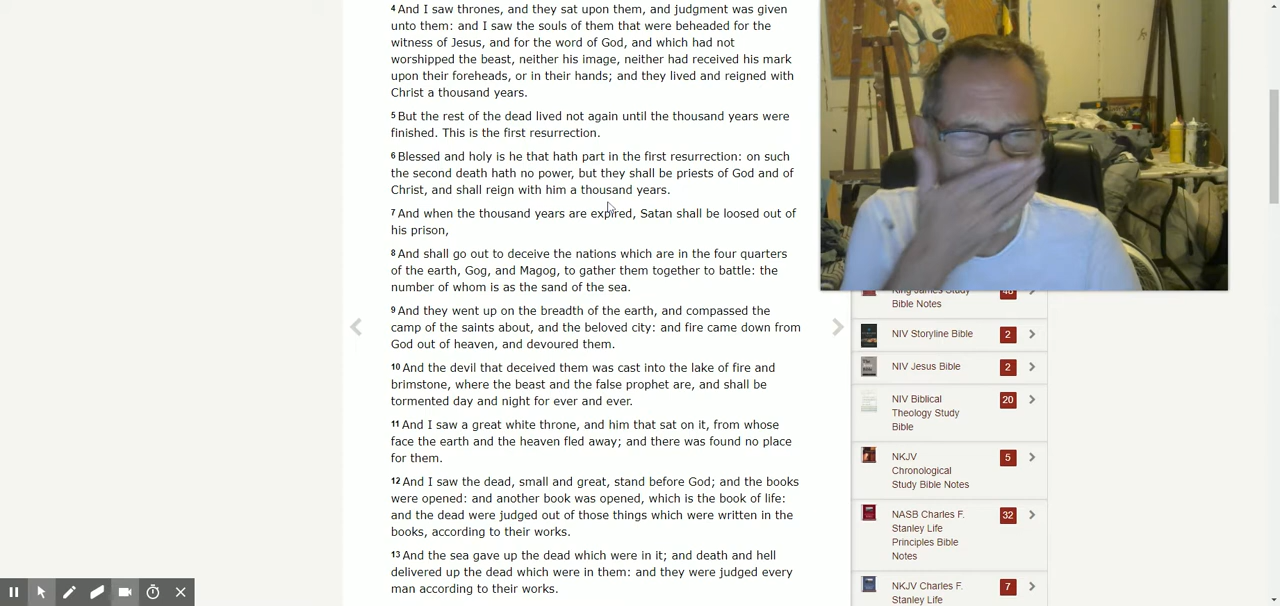 4 And I saw thrones, and they sat upon them, and judgment was given
unto them: and I saw the souls of them that were beheaded for the
witness of Jesus, and for the word of God, and which had not
worshipped the beast, neither his image, neither had received his mark
upon their foreheads, or in their hands; and they lived and reigned with
Christ a thousand years.
5 But the rest of the dead lived not again until the thousand years were
finished. This is the first resurrection.
6 Blessed and holy is he that hath part in the first resurrection: on such
the second death hath no power, but they shall be priests of God and of
Christ, and shall reign with him a thousand years.
7 And when the thousand years are expired, Satan shall be loosed out of
his prison,
8 And shall go out to deceive the nations which are in the four quarters
of the earth, Gog, and Magog, to gather them together to battle: the
number of whom is as the sand of the sea.
9 And they went up on the breadth of the earth, and compassed the
camp of the saints about, and the beloved city: and fire came down from
God out of heaven, and devoured them.
10 And the devil that deceived them was cast into the lake of fire and
brimstone, where the beast and the false prophet are, and shall be
tormented day and night for ever and ever.
11 And I saw a great white throne, and him that sat on it, from whose
face the earth and the heaven fled away; and there was found no place
for them.
12 And I saw the dead, small and great, stand before God; and the books
were opened: and another book was opened, which is the book of life:
and the dead were judged out of those things which were written in the
books, according to their works.
13 And the sea gave up the dead which were in it; and death and hell
delivered up the dead which were in them: and they were judged every
man according to their works.
King James Study
Bible Notes
48
NIV Storyline Bible
2
NIV Jesus Bible
2
NIV Biblical
Theology Study
Bible
20
NKJV
Chronological
Study Bible Notes
5
NASB Charles F.
Stanley Life
Principles Bible
Notes
32
NKJV Charles F.
Stanley Life
7